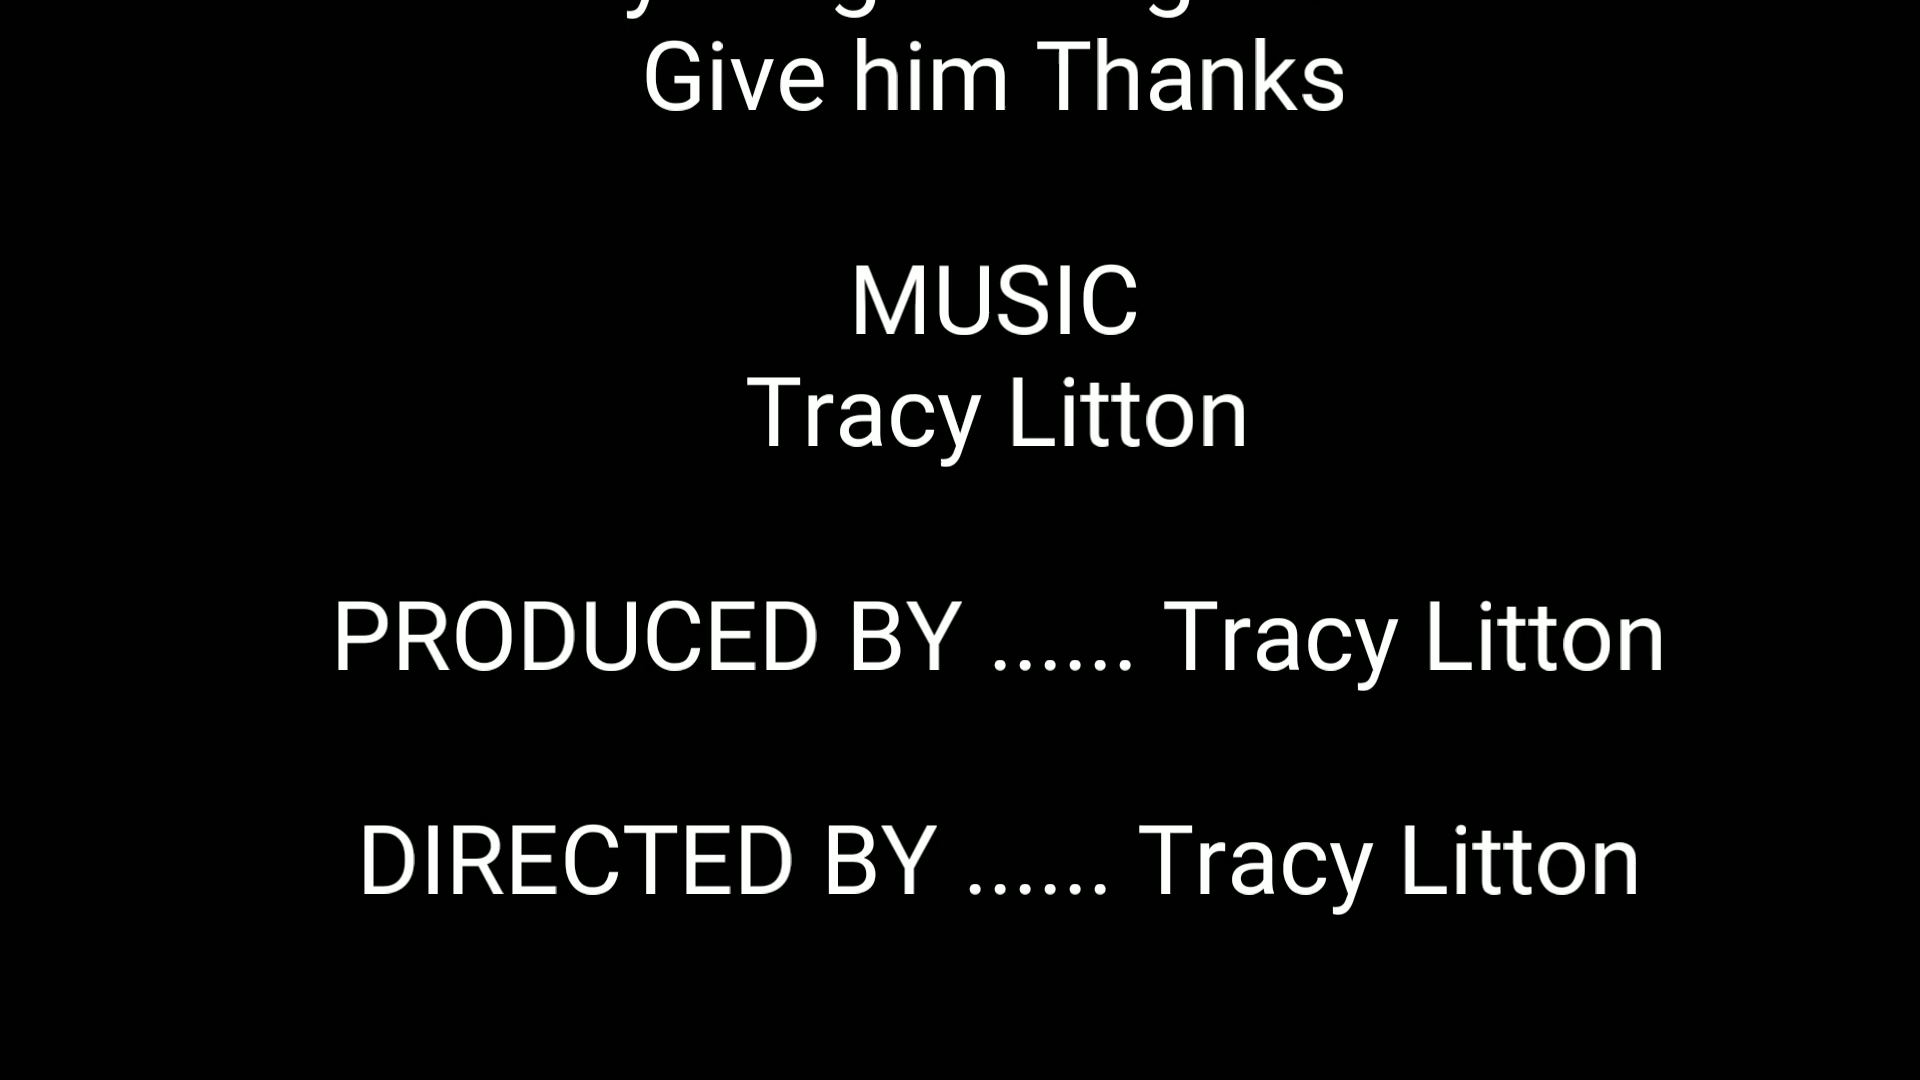 Give him Thanks
MUSIC
Tracy Litton
PRODUCED BY ...... Tracy Litton
DIRECTED BY ...... Tracy Litton